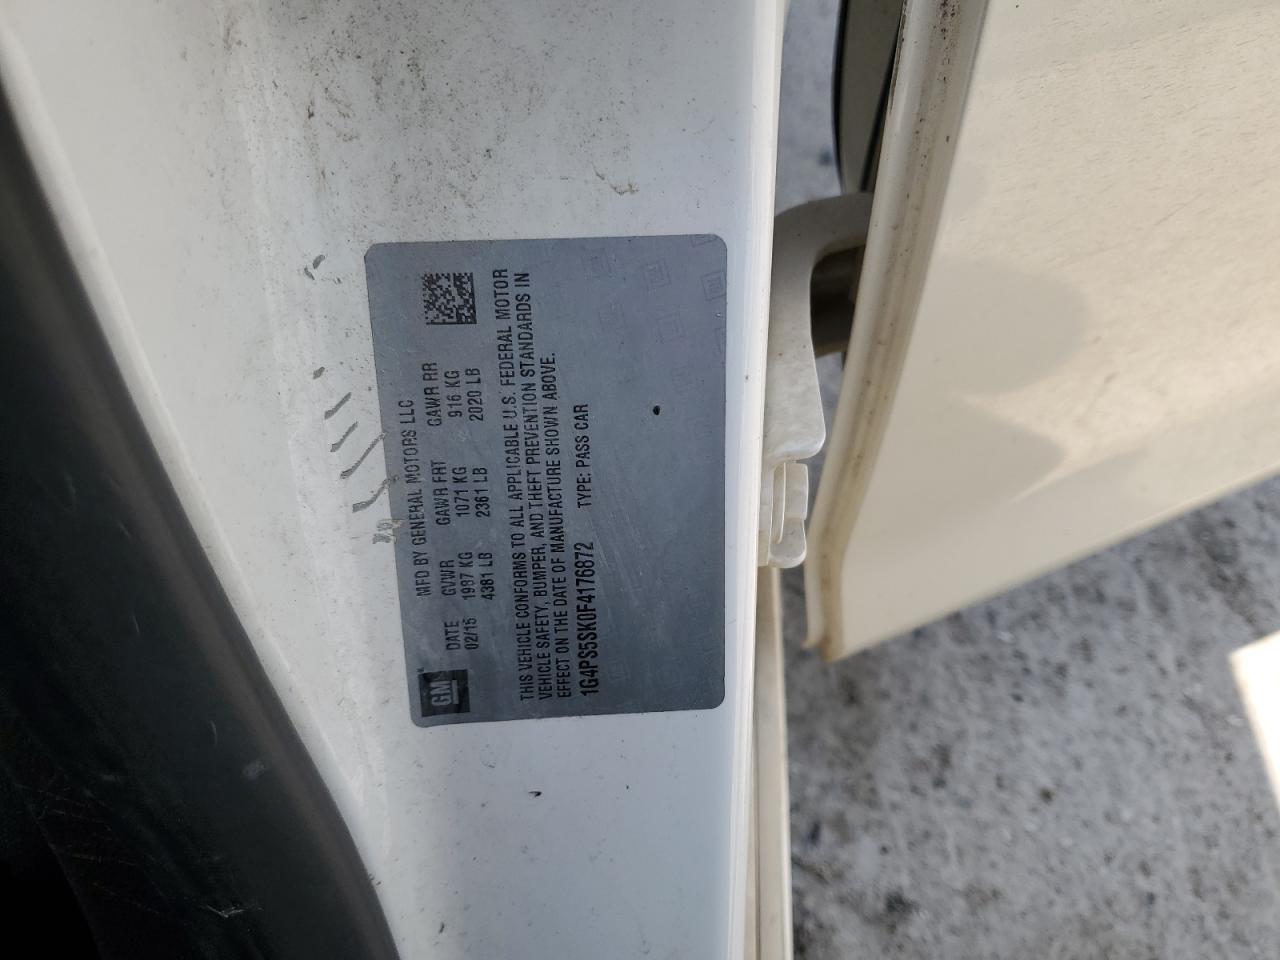 MFD BY GENERAL MOTORS LLC
GM DATE GVWR GAWR FRT GAWR RR
02/15 1987 KG 1071 KG 916 KG
4381 LB 2361 LB 2020 LB
THIS VEHICLE CONFORMS TO ALL APPLICABLE U.S. FEDERAL MOTOR
VEHICLE SAFETY, BUMPER, AND THEFT PREVENTION STANDARDS IN
EFFECT ON THE DATE OF MANUFACTURE SHOWN ABOVE.
1G4PS5SK0F4176872 TYPE: PASS CAR